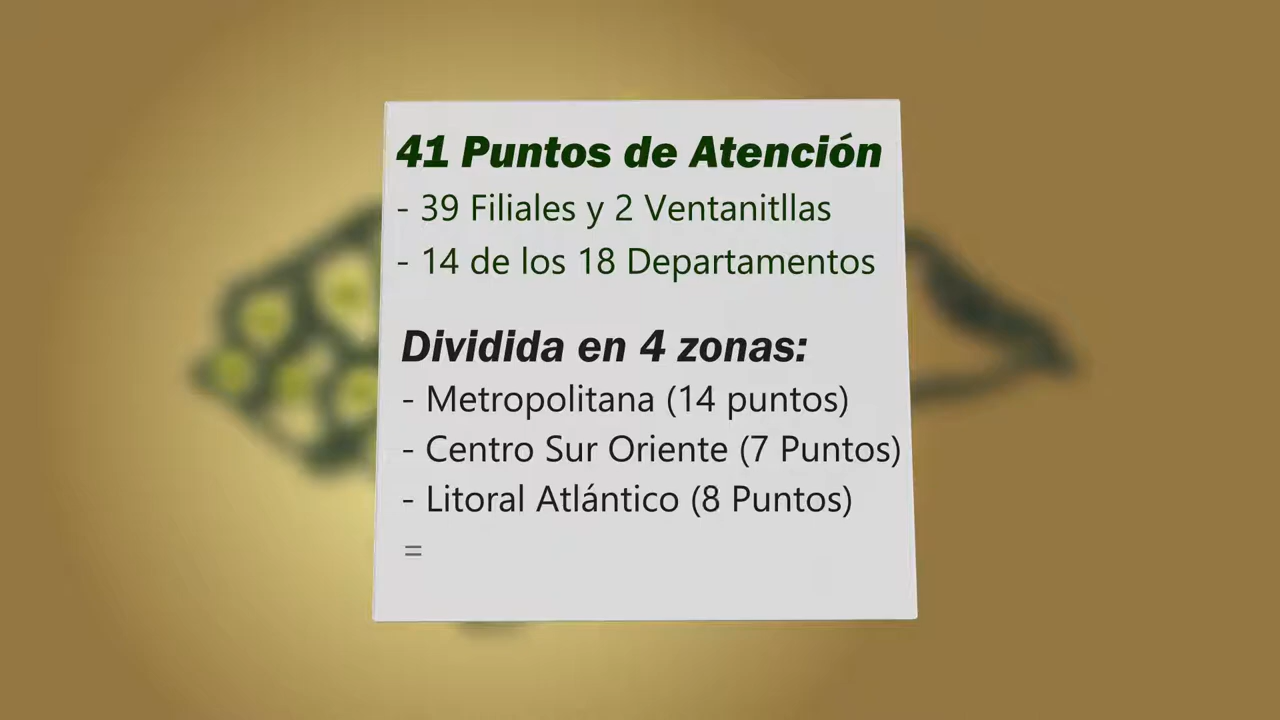 41 Puntos de Atención
- 39 Filiales y 2 Ventanitllas
- 14 de los 18 Departamentos
Dividida en 4 zonas:
- Metropolitana (14 puntos)
- Centro Sur Oriente (7 Puntos)
- Litoral Atlántico (8 Puntos)
=